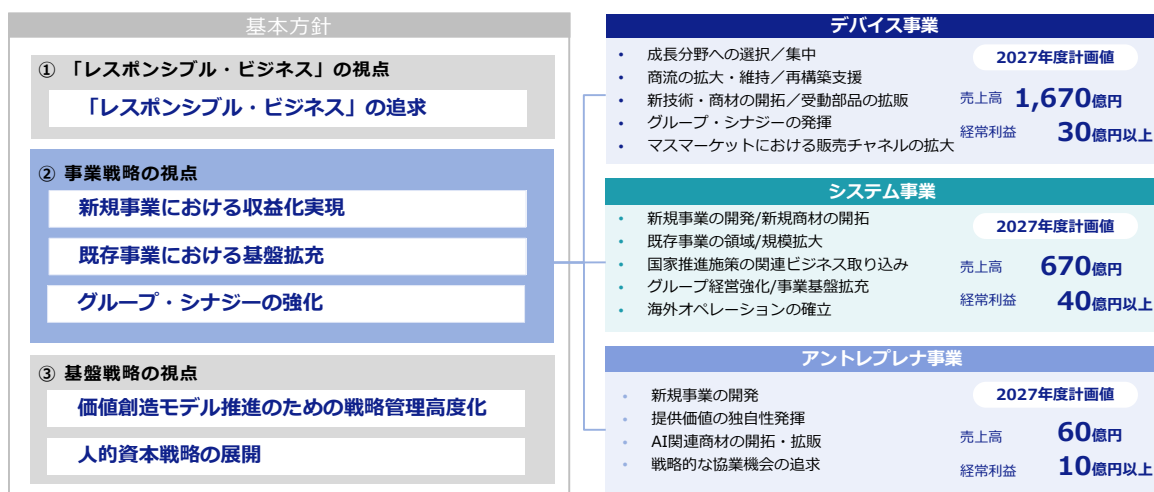 基本方針
① 「レスポンシブル・ビジネス」の視点
「レスポンシブル・ビジネス」の追求
② 事業戦略の視点
新規事業における収益化実現
既存事業における基盤拡充
グループ・シナジーの強化
③ 基盤戦略の視点
価値創造モデル推進のための戦略管理高度化
人的資本戦略の展開
デバイス事業
• 成長分野への選択／集中
• 商流の拡大・維持／再構築支援
• 新技術・商材の開拓／受動部品の拡販
• グループ・シナジーの発揮
• マスマーケットにおける販売チャネルの拡大
2027年度計画値
売上高 1,670億円
経常利益 30億円以上
システム事業
• 新規事業の開発/新規商材の開拓
• 既存事業の領域/規模拡大
• 国家推進施策の関連ビジネス取り込み
• グループ経営強化/事業基盤拡充
• 海外オペレーションの確立
2027年度計画値
売上高 670億円
経常利益 40億円以上
アントレプレナ事業
• 新規事業の開発
• 提供価値の独自性発揮
• AI関連商材の開拓・拡販
• 戦略的な協業機会の追求
2027年度計画値
売上高 60億円
経常利益 10億円以上